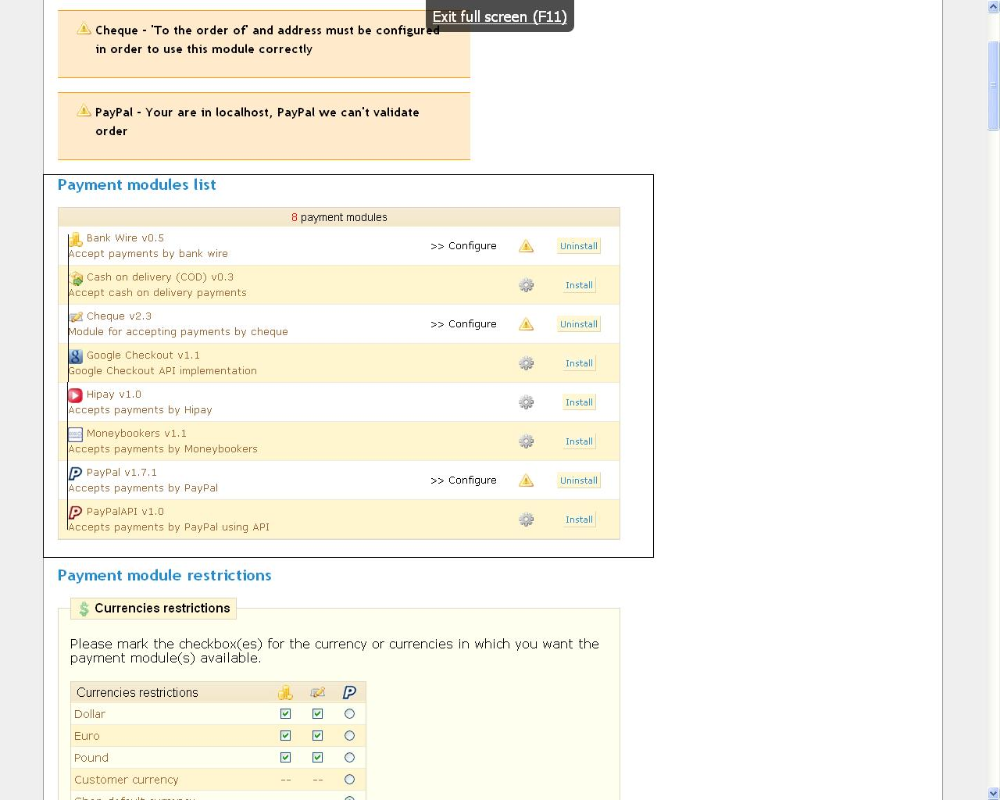 Exit full screen (F11)
Cheque - 'To the order of' and address must be configured
in order to use this module correctly
PayPal - Your are in localhost, PayPal we can't validate
order
Payment modules list
8 payment modules
Bank Wire v0.5
Accept payments by bank wire
>> Configure
Uninstall
Cash on delivery (COD) v0.3
Accept cash on delivery payments
Install
Cheque v2.3
Module for accepting payments by cheque
>> Configure
Uninstall
Google Checkout v1.1
Google Checkout API implementation
Install
Hipay v1.0
Accepts payments by Hipay
Install
Moneybookers v1.1
Accepts payments by Moneybookers
Install
PayPal v1.7.1
Accepts payments by PayPal
>> Configure
Uninstall
PayPalAPI v1.0
Accepts payments by PayPal using API
Install
Payment module restrictions
Currencies restrictions
Please mark the checkbox(es) for the currency or currencies in which you want the
payment module(s) available.
Currencies restrictions
Dollar
Euro
Pound
Customer currency -- --